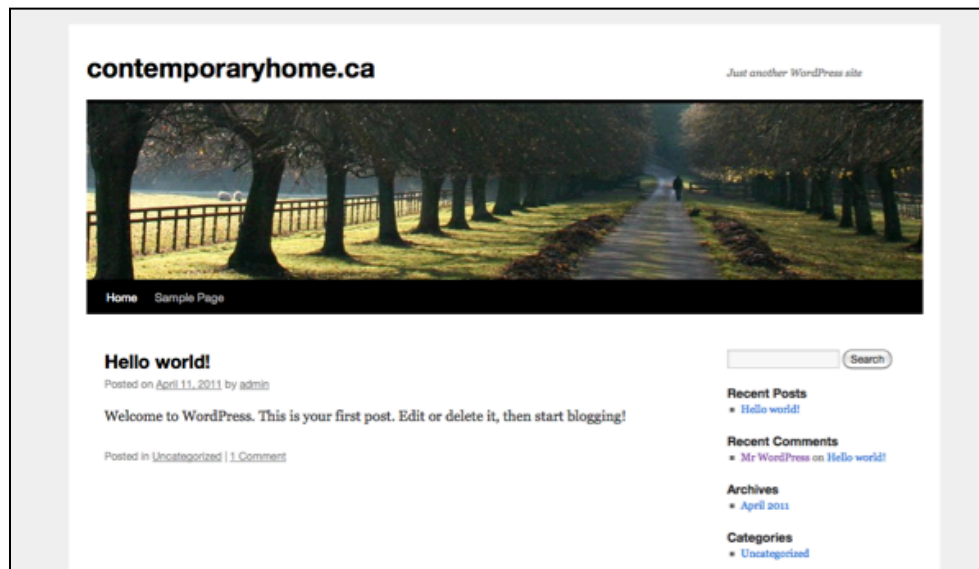 contemporaryhome.ca
Just another WordPress site
Home Sample Page
Hello world!
Posted on April 11, 2011 by admin
Welcome to WordPress. This is your first post. Edit or delete it, then start blogging!
Posted in Uncategorized | 1 Comment
Search
Recent Posts
Hello world!
Recent Comments
Mr WordPress on Hello world!
Archives
April 2011
Categories
Uncategorized